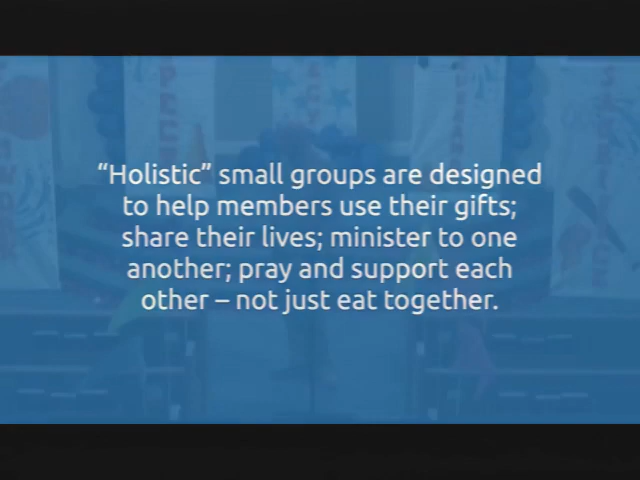 “Holistic” small groups are designed
to help members use their gifts;
share their lives; minister to one
another; pray and support each
other – not just eat together.